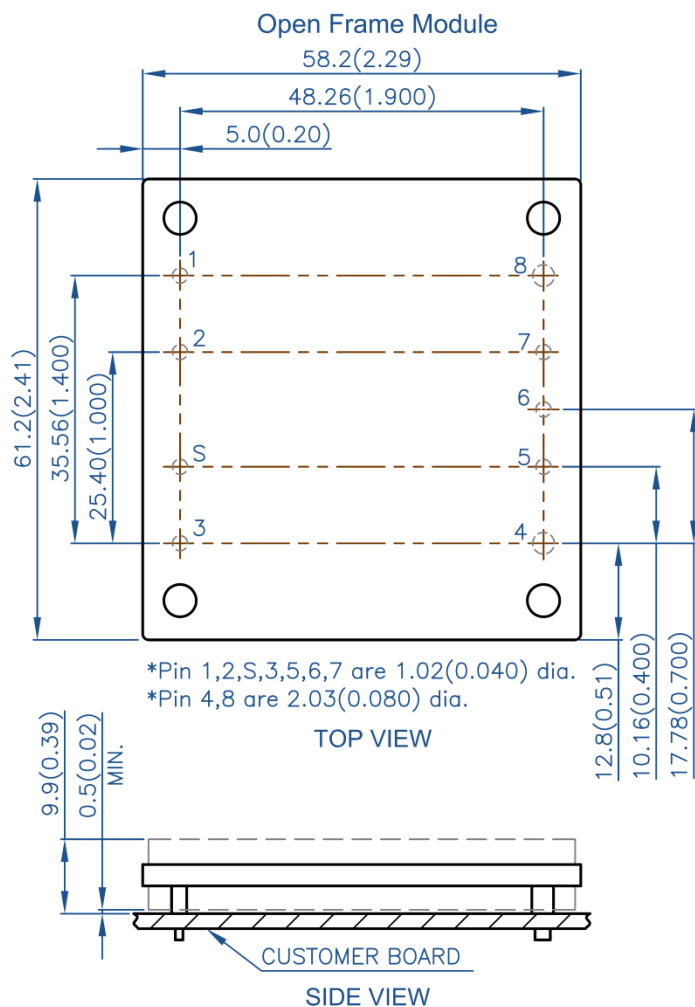 Open Frame Module
58.2(2.29)
48.26(1.900)
5.0(0.20)
1
8
2
7
6
S
5
3
4
61.2(2.41)
35.56(1.400)
25.40(1.000)
12.8(0.51)
10.16(0.400)
17.78(0.700)
*Pin 1,2,S,3,5,6,7 are 1.02(0.040) dia.
*Pin 4,8 are 2.03(0.080) dia.
TOP VIEW
9.9(0.39)
0.5(0.02)
MIN.
CUSTOMER BOARD
SIDE VIEW